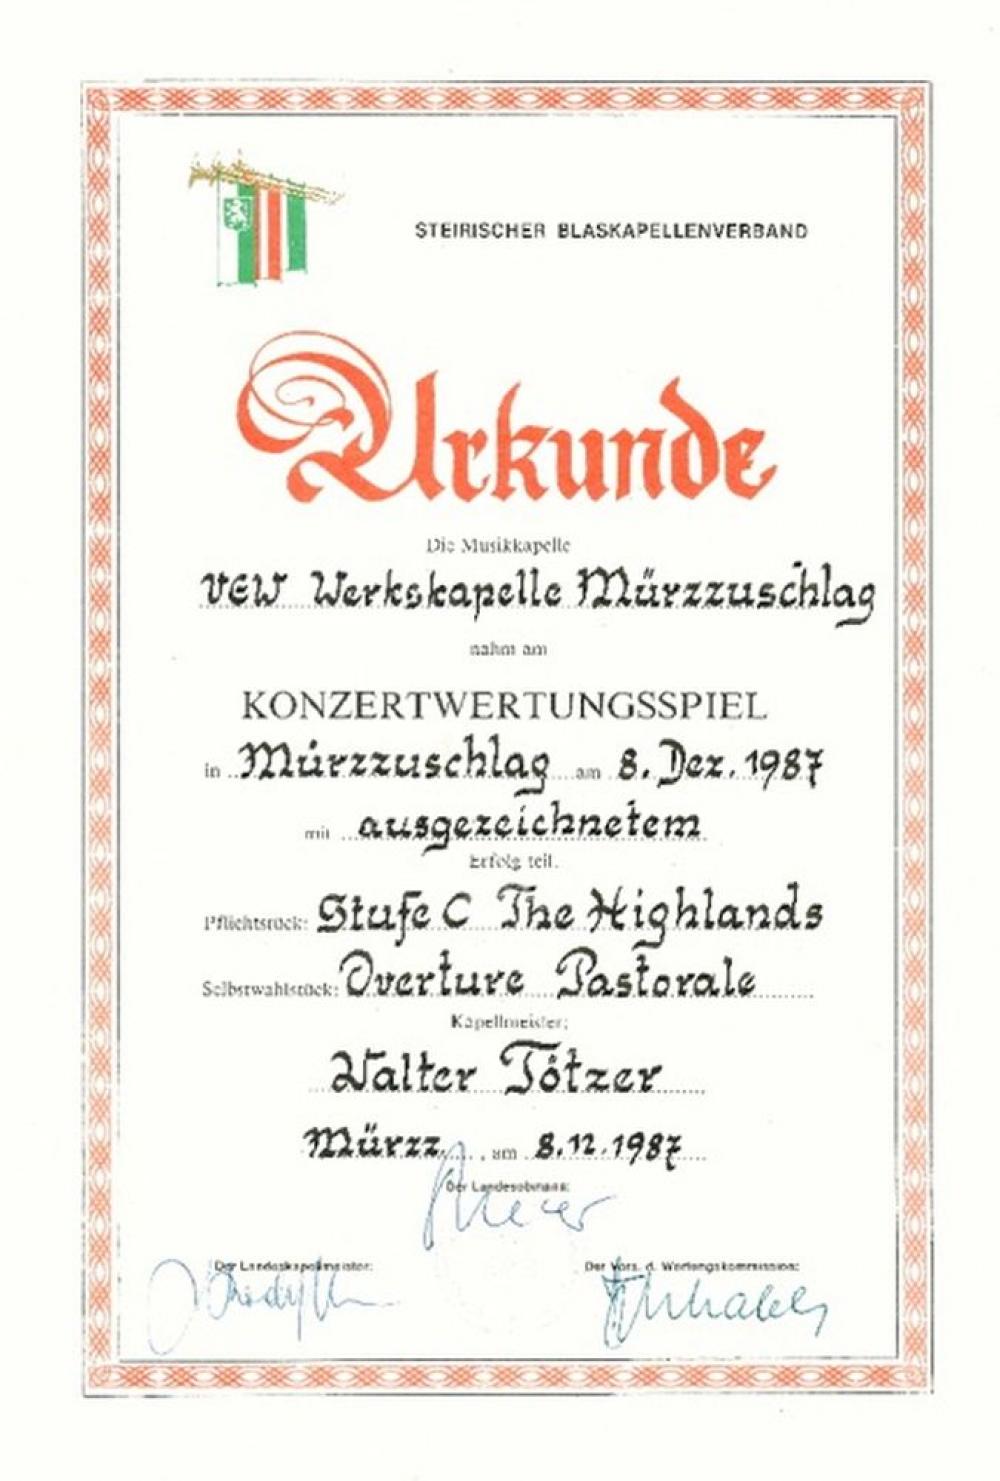 STEIRISCHER BLASKAPELLENVERBAND
Urkunde
Die Musikkapelle
VEW Werkskapelle Mürzzuschlag
nahm am
KONZERTWERTUNGSSPIEL
in Mürzzuschlag am 8. Dez. 1987
mit ausgezeichnetem
Erfolg teil.
Pflichtstück: Stufe C The Highlands
Selbstwahlstück: Overture Pastorale
Kapellmeister:
Walter Tötzer
Mürzz. , am 8.12.1987
Der Landesobmann:
Der Landeskapellmeister:
Der Vors. d. Wertungskommission: